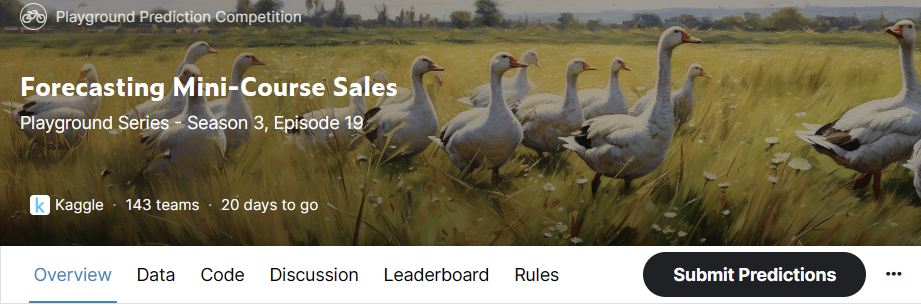 Playground Prediction Competition
Forecasting Mini-Course Sales
Playground Series - Season 3, Episode 19
k Kaggle · 143 teams · 20 days to go
Overview Data Code Discussion Leaderboard Rules Submit Predictions ...